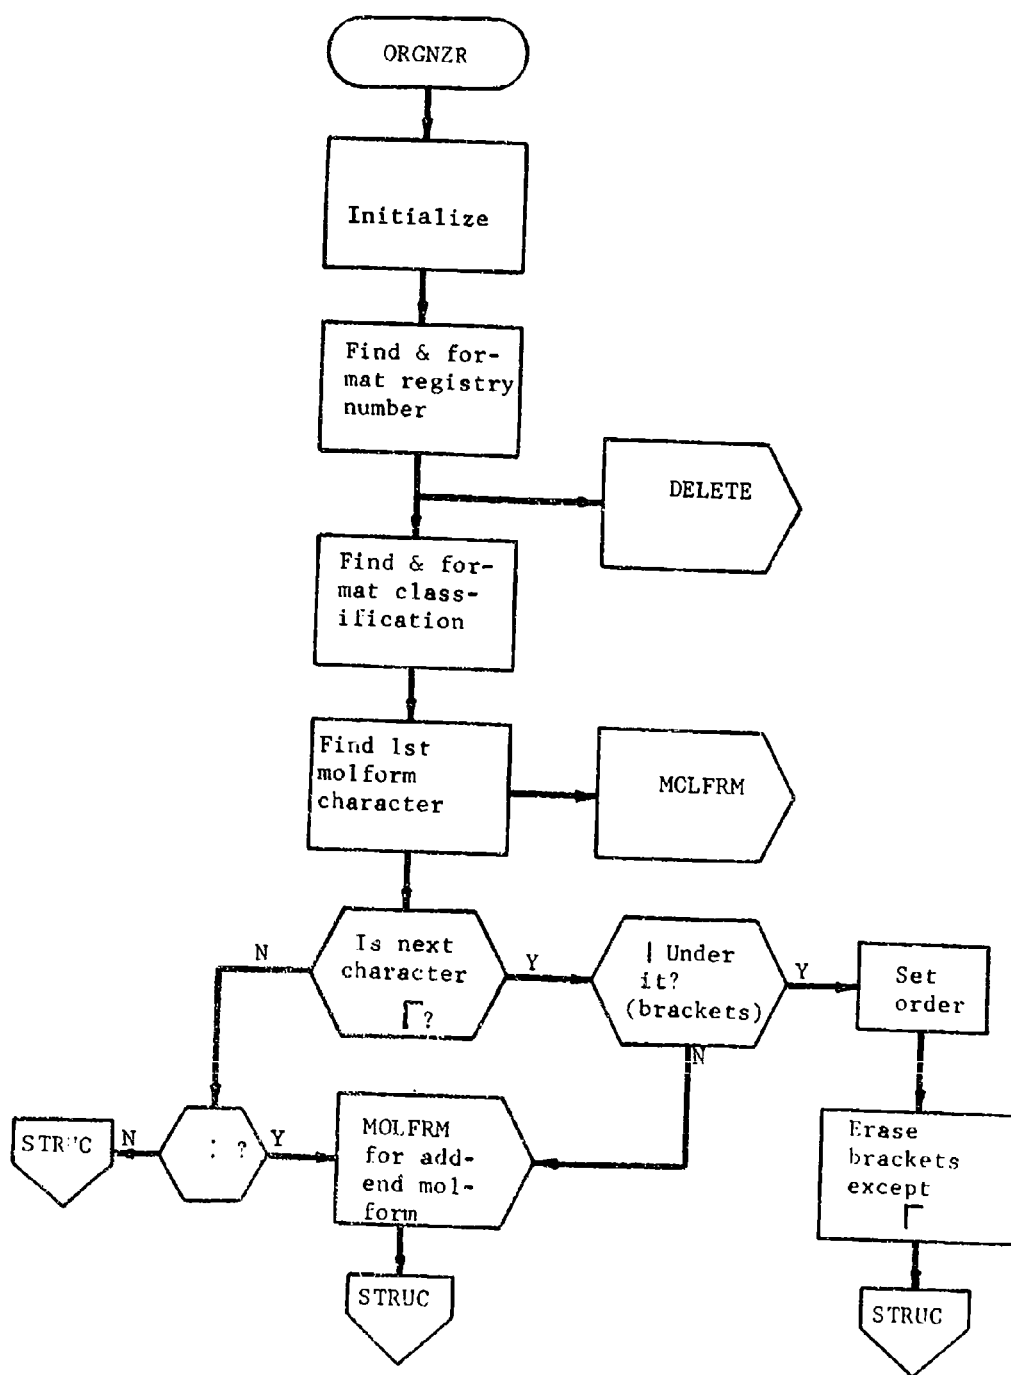 ORGNZR
Initialize
Find & for-
mat registry
number
DELETE
Find & for-
mat class-
ification
Find 1st
molform
character
MCLFRM
Is next
character
⌈?
N
Y
| Under
it?
(brackets)
Y
Set
order
N
: ?
N
Y
STRUC
MOLFRM
for add-
end mol-
form
Erase
brackets
except
⌈
STRUC
STRUC